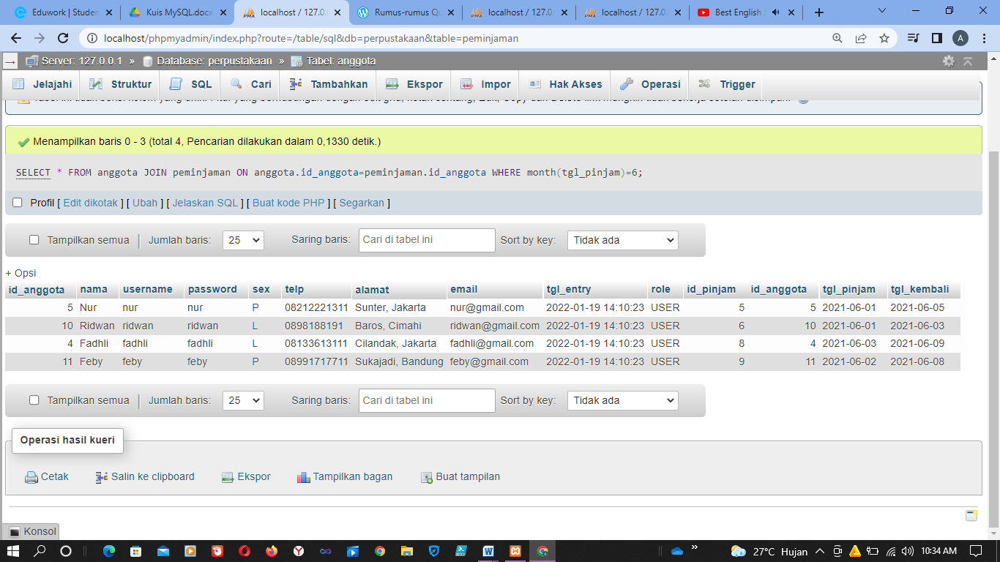 Eduwork | Studen
Kuis MySQL.docx
localhost / 127.0.
Rumus-rumus Qu
localhost / 127.0.
localhost / 127.0.
Best English
localhost/phpmyadmin/index.php?route=/table/sql&db=perpustakaan&table=peminjaman
A
Server: 127.0.0.1 » Database: perpustakaan » Tabel: anggota
Jelajahi Struktur SQL Cari Tambahkan Ekspor Impor Hak Akses Operasi Trigger
Menampilkan baris 0 - 3 (total 4, Pencarian dilakukan dalam 0,1330 detik.)
SELECT * FROM anggota JOIN peminjaman ON anggota.id_anggota=peminjaman.id_anggota WHERE month(tgl_pinjam)=6;
Profil [ Edit dikotak ] [ Ubah ] [ Jelaskan SQL ] [ Buat kode PHP ] [ Segarkan ]
Tampilkan semua | Jumlah baris: 25 Saring baris: Cari di tabel ini Sort by key: Tidak ada
+ Opsi
id_anggota nama username password sex telp alamat email tgl_entry role id_pinjam id_anggota tgl_pinjam tgl_kembali
5 Nur nur nur P 08212221311 Sunter, Jakarta nur@gmail.com 2022-01-19 14:10:23 USER 5 5 2021-06-01 2021-06-05
10 Ridwan ridwan ridwan L 0898188191 Baros, Cimahi ridwan@gmail.com 2022-01-19 14:10:23 USER 6 10 2021-06-01 2021-06-03
4 Fadhli fadhli fadhli L 08133613111 Cilandak, Jakarta fadhli@gmail.com 2022-01-19 14:10:23 USER 8 4 2021-06-03 2021-06-09
11 Feby feby feby P 08991717711 Sukajadi, Bandung feby@gmail.com 2022-01-19 14:10:23 USER 9 11 2021-06-02 2021-06-08
Tampilkan semua | Jumlah baris: 25 Saring baris: Cari di tabel ini Sort by key: Tidak ada
Operasi hasil kueri
Cetak Salin ke clipboard Ekspor Tampilkan bagan Buat tampilan
Konsol
27°C Hujan 10:34 AM